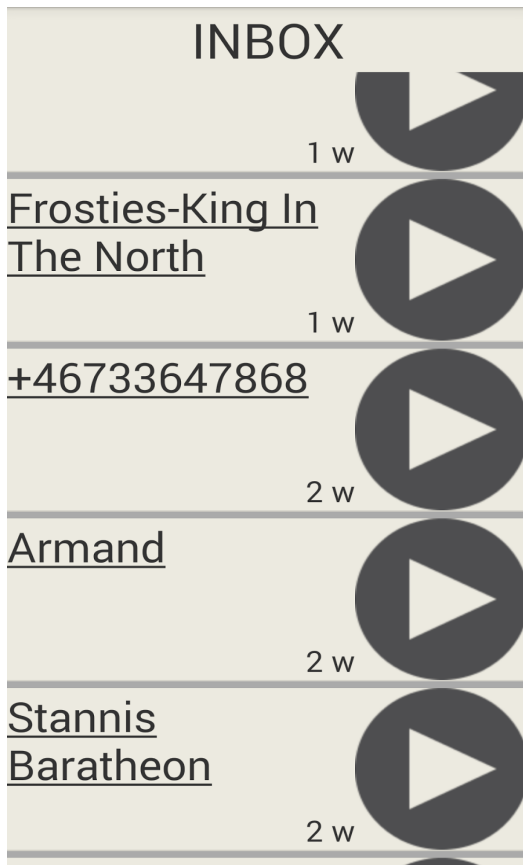 INBOX
1 w
Frosties-King In
The North
1 w
+46733647868
2 w
Armand
2 w
Stannis
Baratheon
2 w